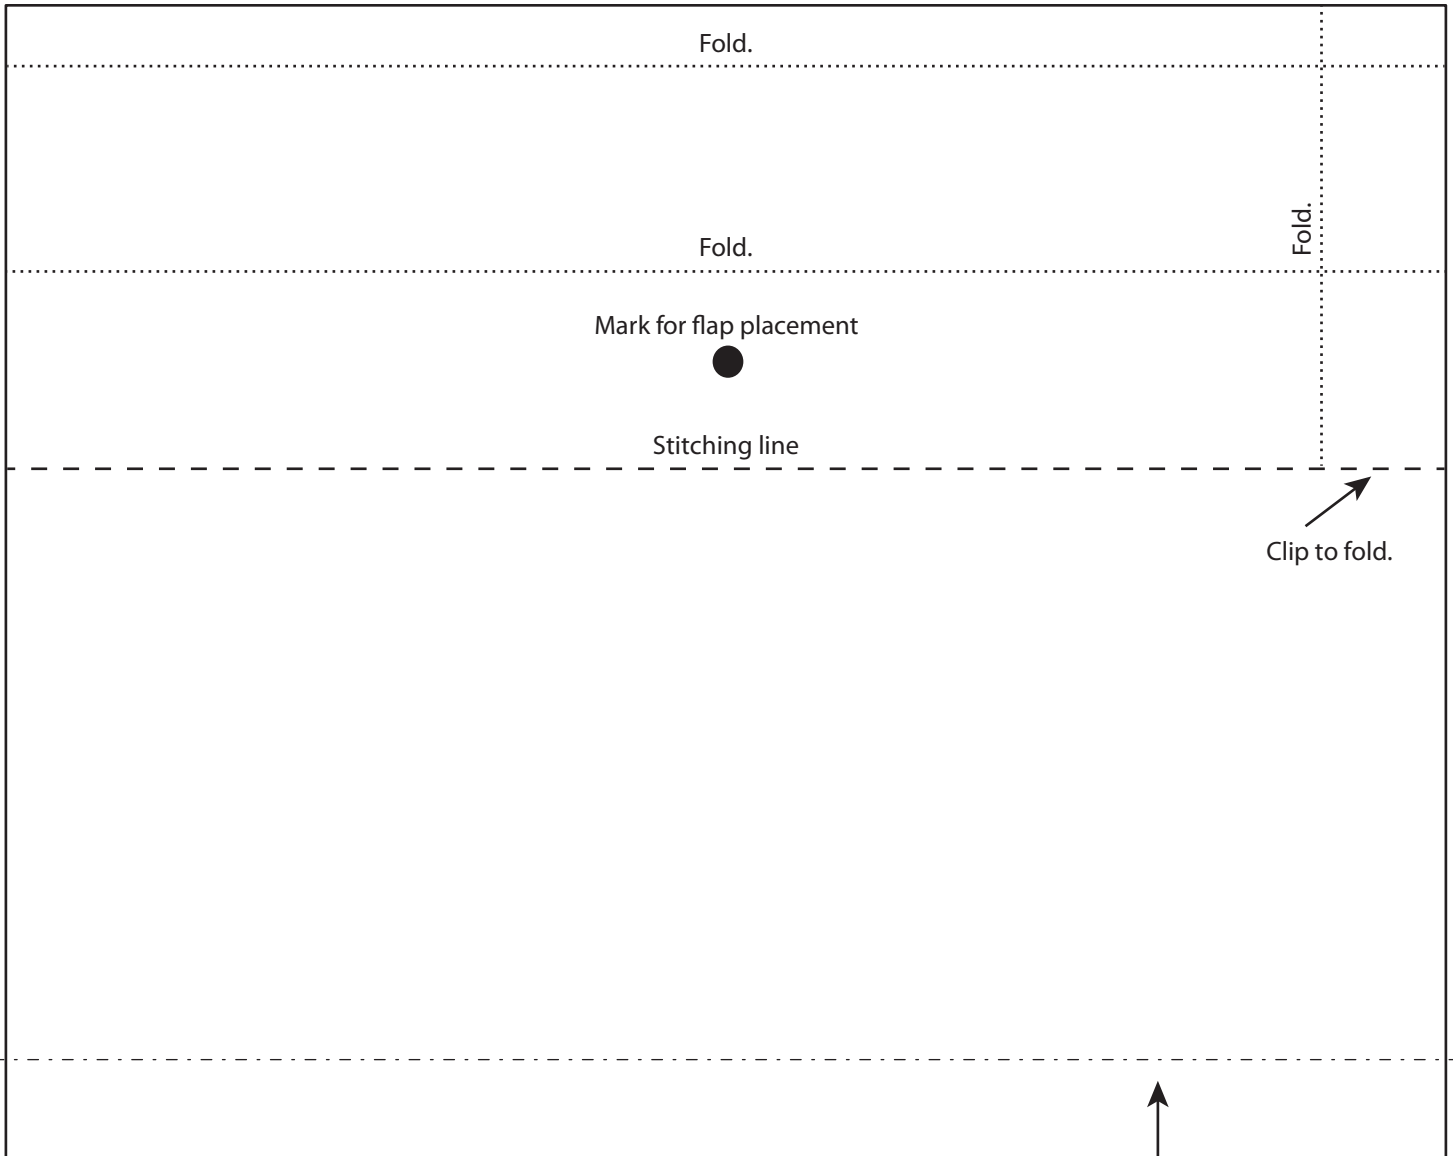 Fold.
Fold.
Fold.
Mark for flap placement
Stitching line
Clip to fold.